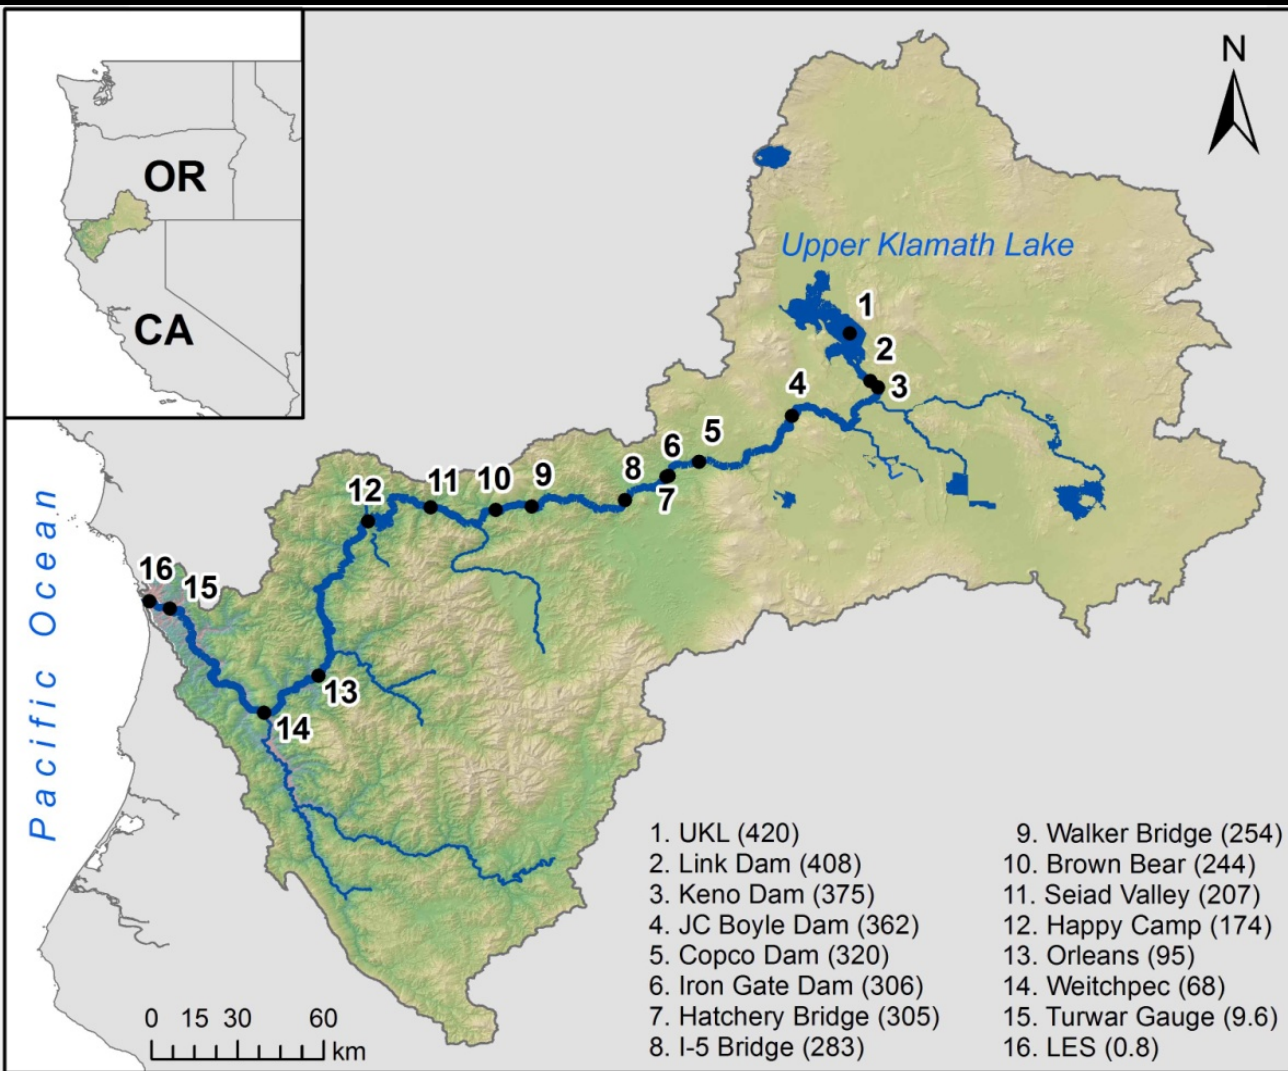 OR
CA
N
Upper Klamath Lake
1
2
3
4
5
6
7
8
9
10
11
12
13
14
15
16
Pacific Ocean
0 15 30 60
km
1. UKL (420)
2. Link Dam (408)
3. Keno Dam (375)
4. JC Boyle Dam (362)
5. Copco Dam (320)
6. Iron Gate Dam (306)
7. Hatchery Bridge (305)
8. I-5 Bridge (283)
9. Walker Bridge (254)
10. Brown Bear (244)
11. Seiad Valley (207)
12. Happy Camp (174)
13. Orleans (95)
14. Weitchpec (68)
15. Turwar Gauge (9.6)
16. LES (0.8)